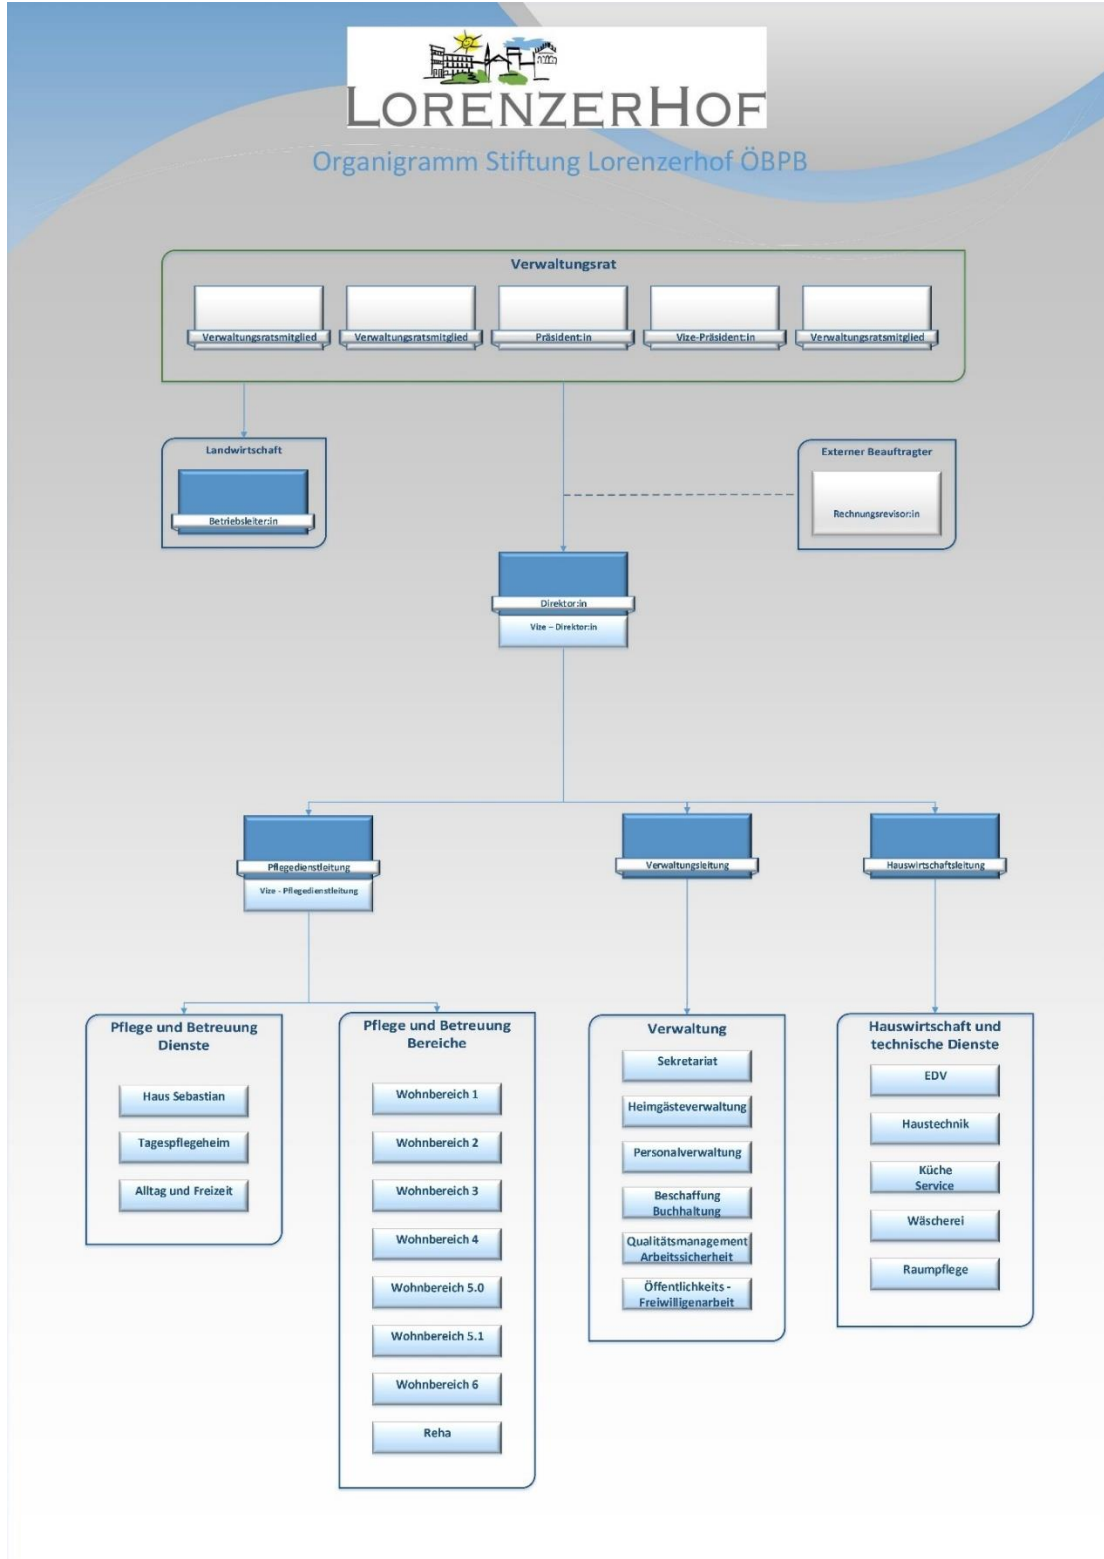 LORENZERHOF
Organigramm Stiftung Lorenzerhof ÖBPB
Verwaltungsrat
Verwaltungsratsmitglied
Verwaltungsratsmitglied
Präsident:in
Vize-Präsident:in
Verwaltungsratsmitglied
Landwirtschaft
Betriebsleiter:in
Externer Beauftragter
Rechnungsrevisor:in
Direktor:in
Vize – Direktor:in
Pflegedienstleitung
Vize - Pflegedienstleitung
Verwaltungsleitung
Hauswirtschaftsleitung
Pflege und Betreuung
Dienste
Haus Sebastian
Tagespflegeheim
Alltag und Freizeit
Pflege und Betreuung
Bereiche
Wohnbereich 1
Wohnbereich 2
Wohnbereich 3
Wohnbereich 4
Wohnbereich 5.0
Wohnbereich 5.1
Wohnbereich 6
Reha
Verwaltung
Sekretariat
Heimgästeverwaltung
Personalverwaltung
Beschaffung
Buchhaltung
Qualitätsmanagement
Arbeitssicherheit
Öffentlichkeits -
Freiwilligenarbeit
Hauswirtschaft und
technische Dienste
EDV
Haustechnik
Küche
Service
Wäscherei
Raumpflege